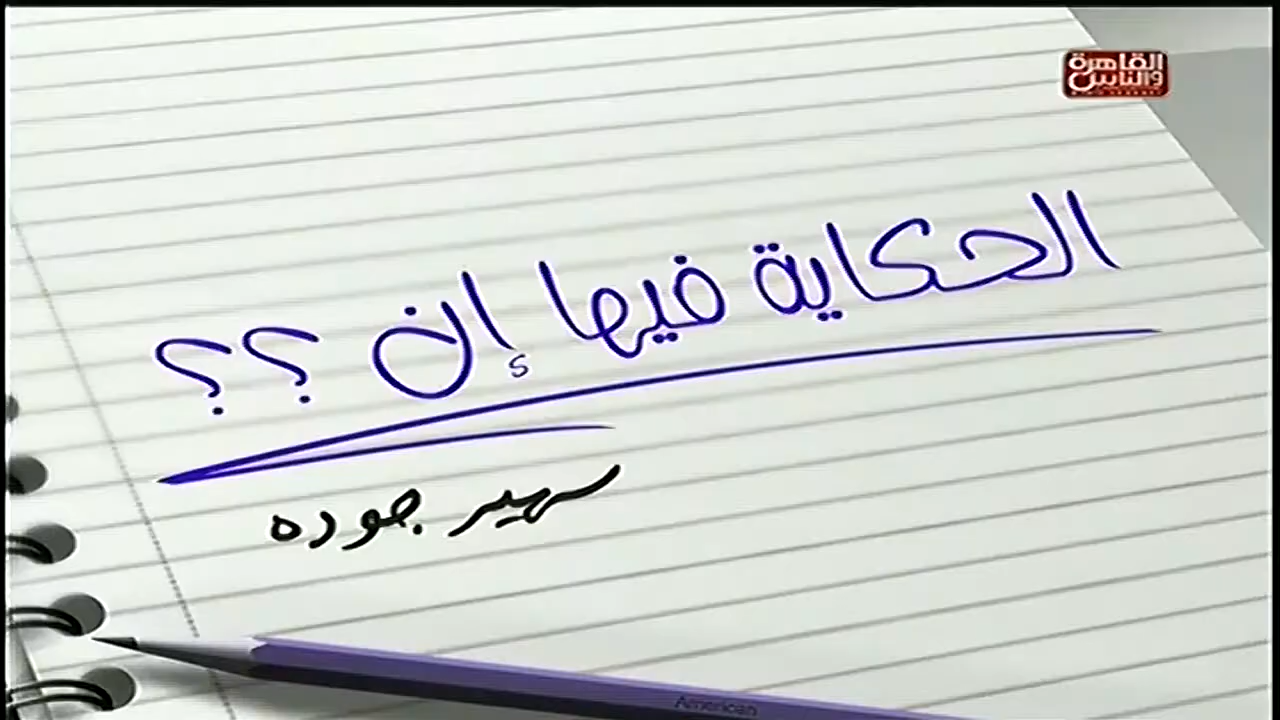 القاهرة
والناس
الحكاية فيها إن ؟؟
سهير جوده
American